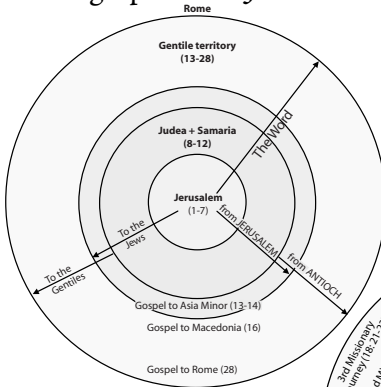 Rome
Gentile territory
(13-28)
Judea + Samaria
(8-12)
The Word
Jerusalem
(1-7)
from JERUSALEM
from ANTIOCH
To the
Jews
To the
Gentiles
Gospel to Asia Minor (13-14)
Gospel to Macedonia (16)
Gospel to Rome (28)
3rd Missionary